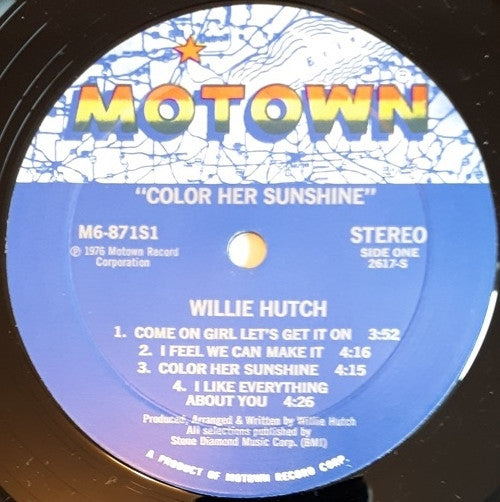 MOTOWN
"COLOR HER SUNSHINE"
M6-871S1
STEREO
℗ 1976 Motown Record
Corporation
SIDE ONE
2617-S
WILLIE HUTCH
1. COME ON GIRL LET'S GET IT ON 3:52
2. I FEEL WE CAN MAKE IT 4:16
3. COLOR HER SUNSHINE 4:15
4. I LIKE EVERYTHING
ABOUT YOU 4:26
Produced, Arranged & Written by Willie Hutch
All selections published by
Stone Diamond Music Corp. (BMI)
A PRODUCT OF MOTOWN RECORD CORP.